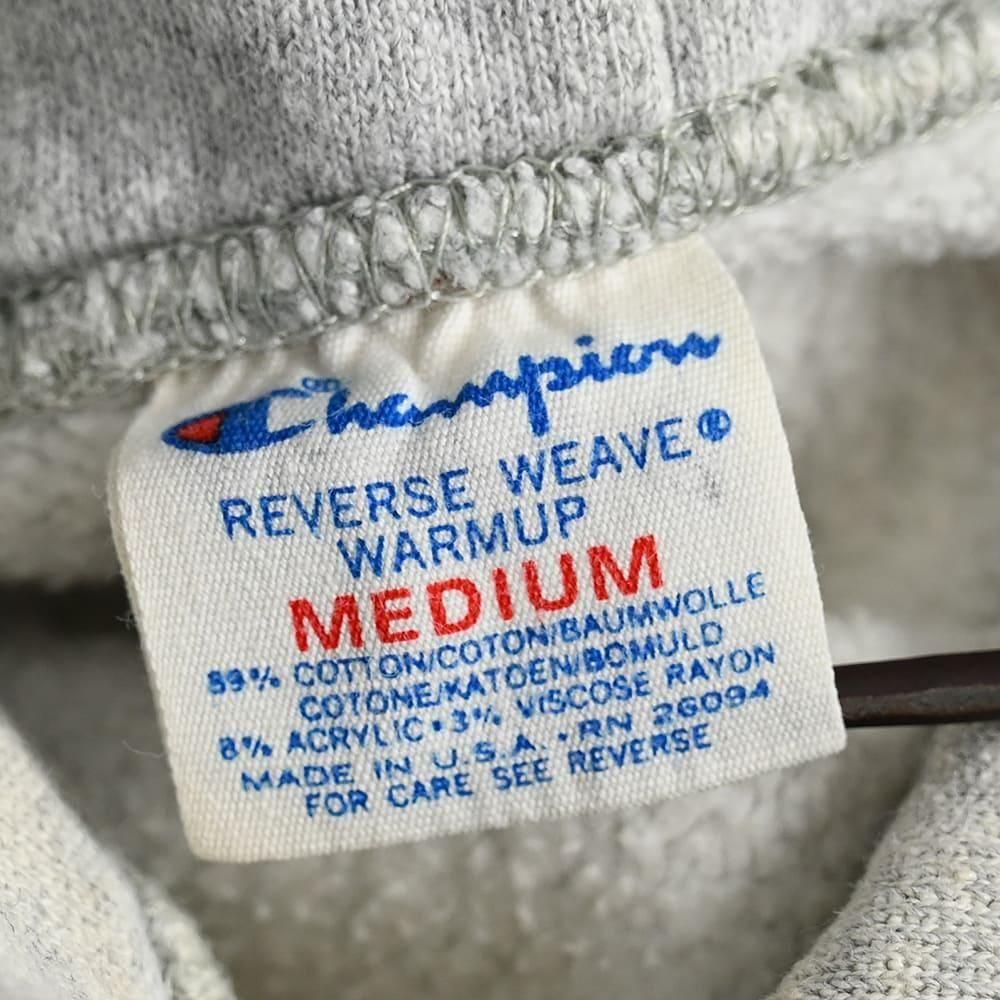 Champion
REVERSE WEAVE®
WARMUP
MEDIUM
89% COTTON/COTON/BAUMWOLLE
COTONE/KATOEN/BOMULD
8% ACRYLIC • 3% VISCOSE RAYON
MADE IN U.S.A. • RN 26094
FOR CARE SEE REVERSE